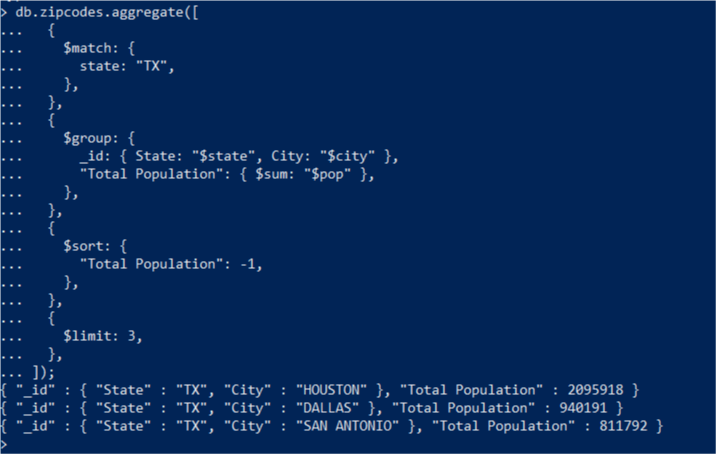 > db.zipcodes.aggregate([
...   {
...     $match: {
...       state: "TX",
...     },
...   },
...   {
...     $group: {
...       _id: { State: "$state", City: "$city" },
...       "Total Population": { $sum: "$pop" },
...     },
...   },
...   {
...     $sort: {
...       "Total Population": -1,
...     },
...   },
...   {
...     $limit: 3,
...   },
... ]);
{ "_id" : { "State" : "TX", "City" : "HOUSTON" }, "Total Population" : 2095918 }
{ "_id" : { "State" : "TX", "City" : "DALLAS" }, "Total Population" : 940191 }
{ "_id" : { "State" : "TX", "City" : "SAN ANTONIO" }, "Total Population" : 811792 }
>